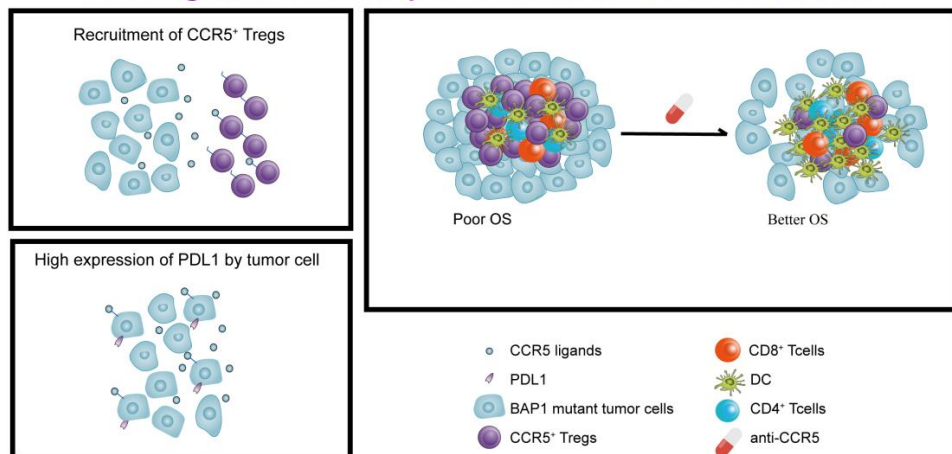 Recruitment of CCR5⁺ Tregs
Poor OS
Better OS
High expression of PDL1 by tumor cell
CCR5 ligands
PDL1
BAP1 mutant tumor cells
CCR5⁺ Tregs
CD8⁺ Tcells
DC
CD4⁺ Tcells
anti-CCR5